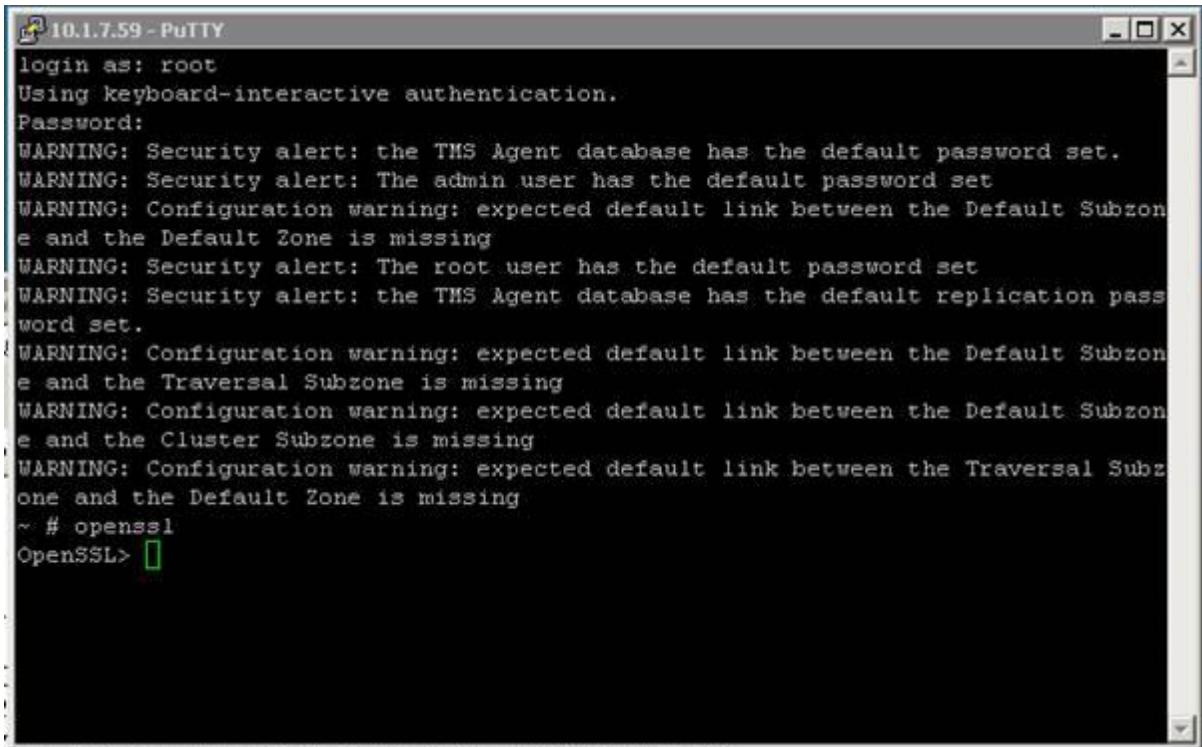 10.1.7.59 - PuTTY
login as: root
Using keyboard-interactive authentication.
Password:
WARNING: Security alert: the TMS Agent database has the default password set.
WARNING: Security alert: The admin user has the default password set
WARNING: Configuration warning: expected default link between the Default Subzon
e and the Default Zone is missing
WARNING: Security alert: The root user has the default password set
WARNING: Security alert: the TMS Agent database has the default replication pass
word set.
WARNING: Configuration warning: expected default link between the Default Subzon
e and the Traversal Subzone is missing
WARNING: Configuration warning: expected default link between the Default Subzon
e and the Cluster Subzone is missing
WARNING: Configuration warning: expected default link between the Traversal Subz
one and the Default Zone is missing
~ # openssl
OpenSSL>